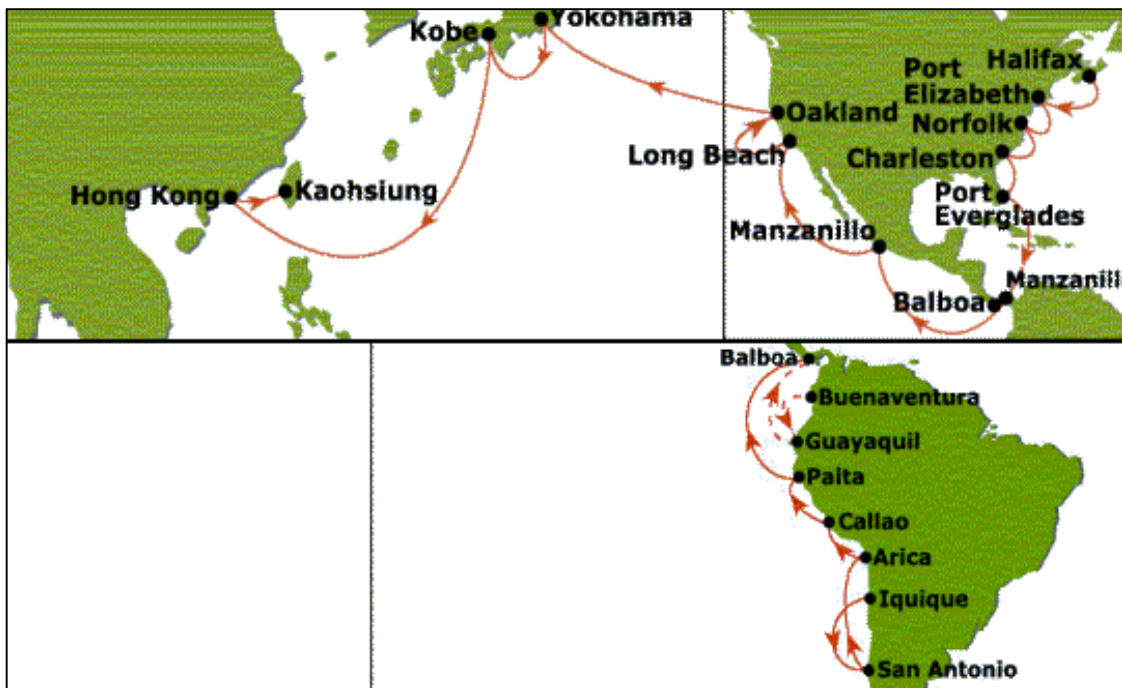 Yokohama
Kobe
Halifax
Port
Elizabeth
Oakland
Norfolk
Long Beach
Charleston
Hong Kong
Kaohsiung
Port
Everglades
Manzanillo
Manzanill
Balboa
Balboa
Buenaventura
Guayaquil
Paita
Callao
Arica
Iquique
San Antonio